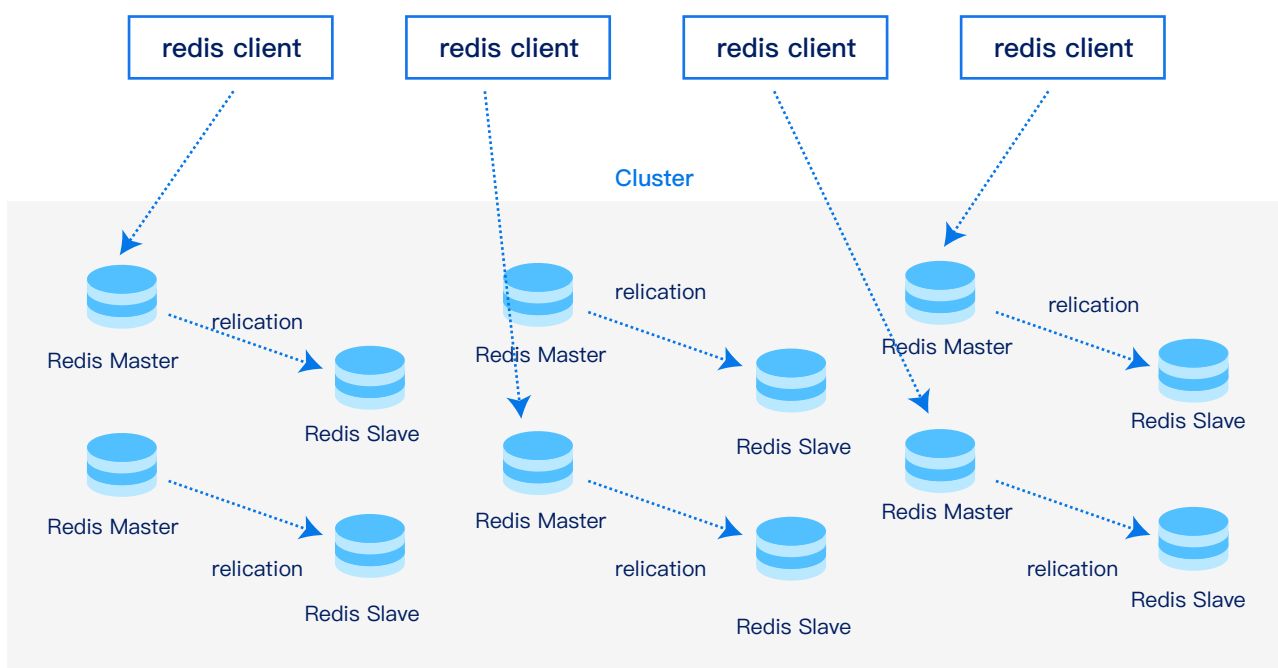 redis client
redis client
redis client
redis client
Cluster
relication
relication
relication
Redis Master
Redis Master
Redis Master
Redis Slave
Redis Slave
Redis Slave
Redis Master
Redis Master
Redis Master
relication
relication
relication
Redis Slave
Redis Slave
Redis Slave